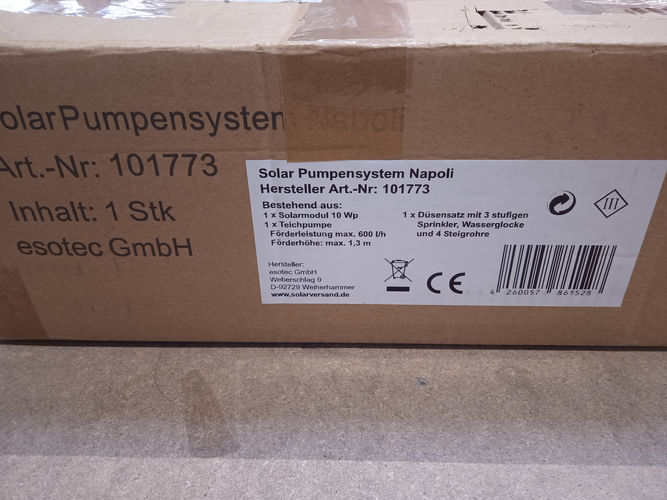 olar Pumpensystem Napoli
Art.-Nr: 101773
Inhalt: 1 Stk
esotec GmbH
Solar Pumpensystem Napoli
Hersteller Art.-Nr: 101773
Bestehend aus:
1 x Solarmodul 10 Wp
1 x Teichpumpe
Förderleistung max. 600 l/h
Förderhöhe: max. 1,3 m
1 x Düsensatz mit 3 stufigen
Sprinkler, Wasserglocke
und 4 Steigrohre
III
Hersteller:
esotec GmbH
Weberschlag 9
D-92729 Weiherhammer
www.solarversand.de
CE
4 260057 861528